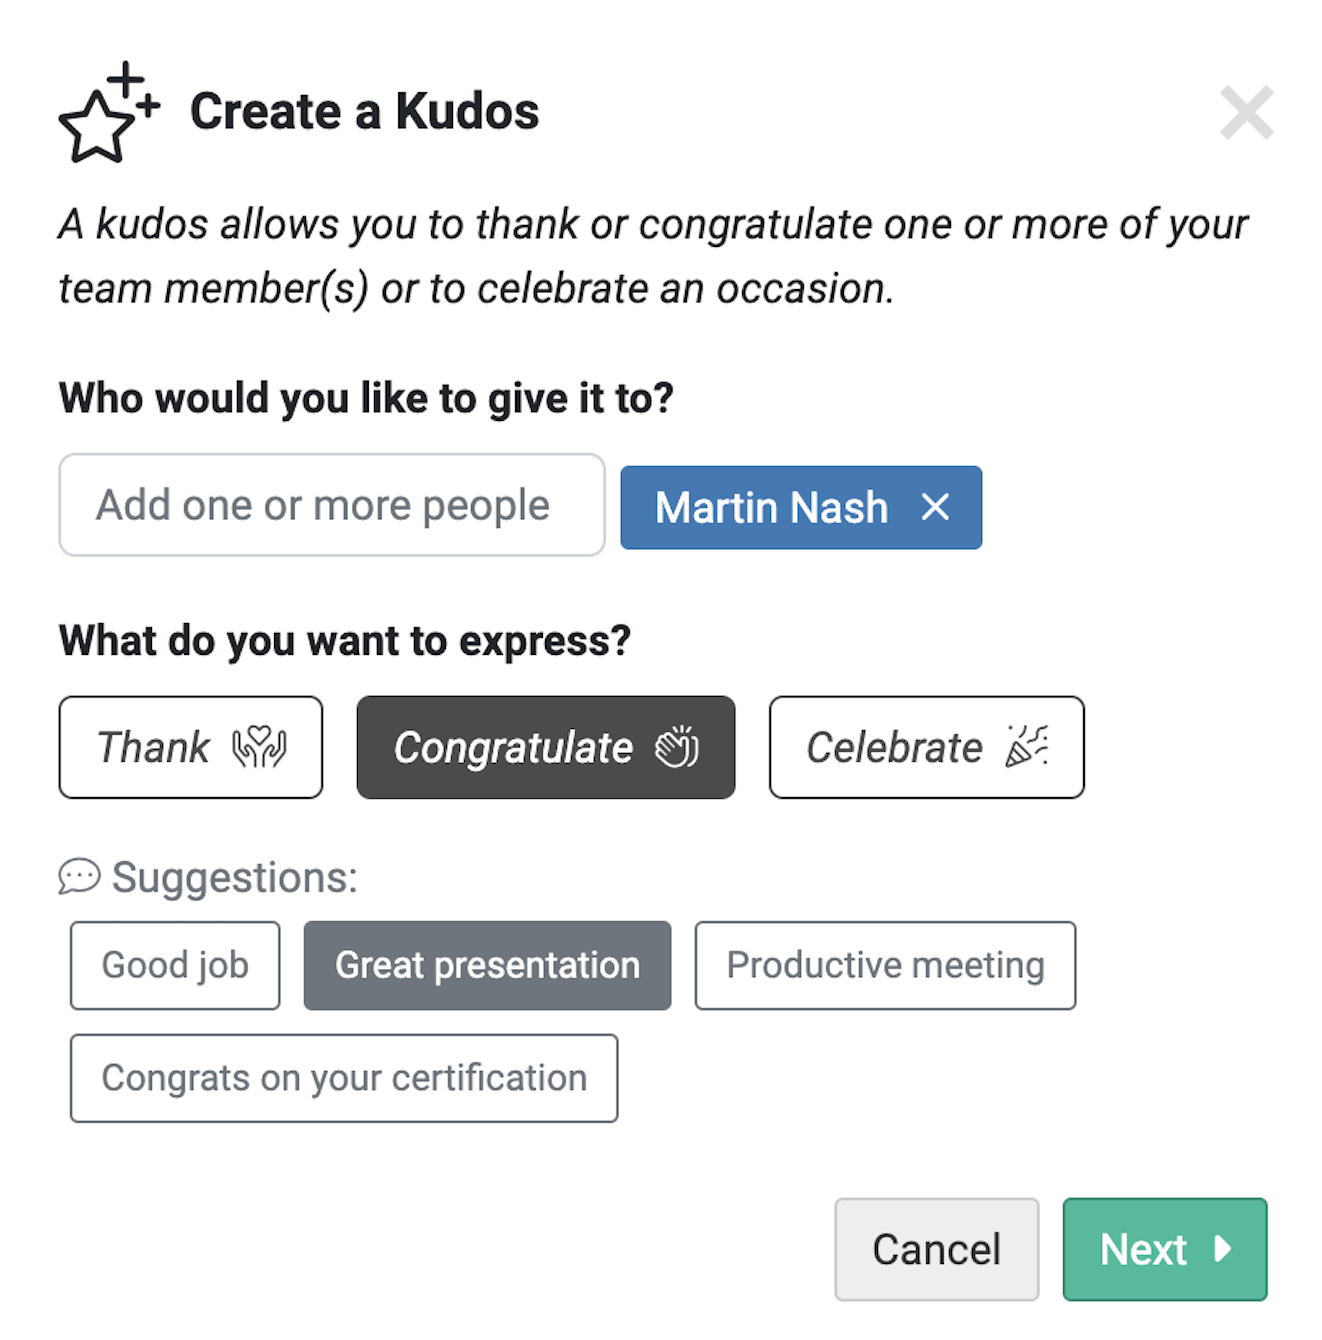 Create a Kudos
A kudos allows you to thank or congratulate one or more of your
team member(s) or to celebrate an occasion.
Who would you like to give it to?
Add one or more people Martin Nash
What do you want to express?
Thank Congratulate Celebrate
Suggestions:
Good job Great presentation Productive meeting
Congrats on your certification
Cancel Next